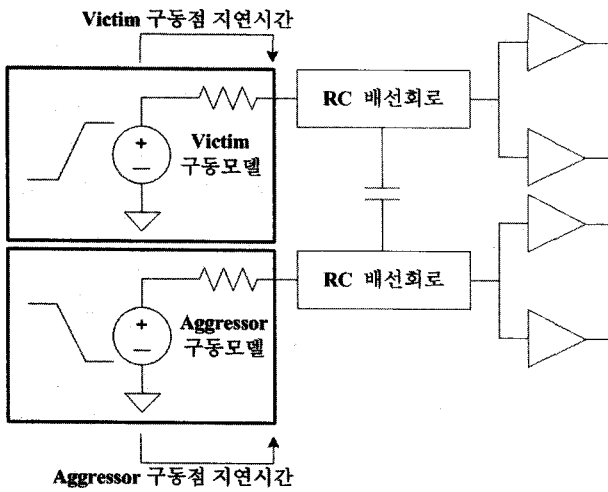 Victim 구동점 지연시간
RC 배선회로
Victim
구동모델
RC 배선회로
Aggressor
구동모델
Aggressor 구동점 지연시간